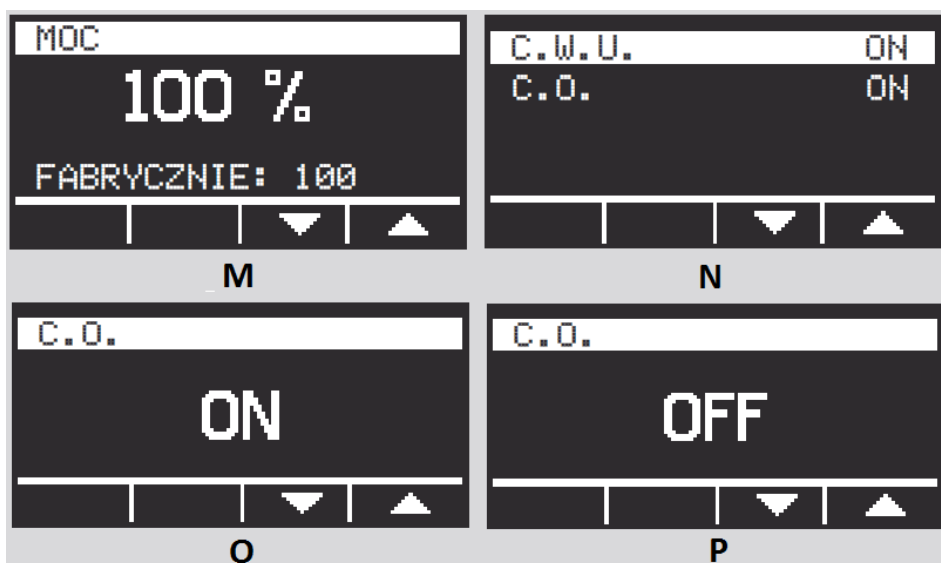 MOC
100 %
FABRYCZNIE: 100
M
C.W.U. ON
C.O. ON
N
C.O.
ON
O
C.O.
OFF
P